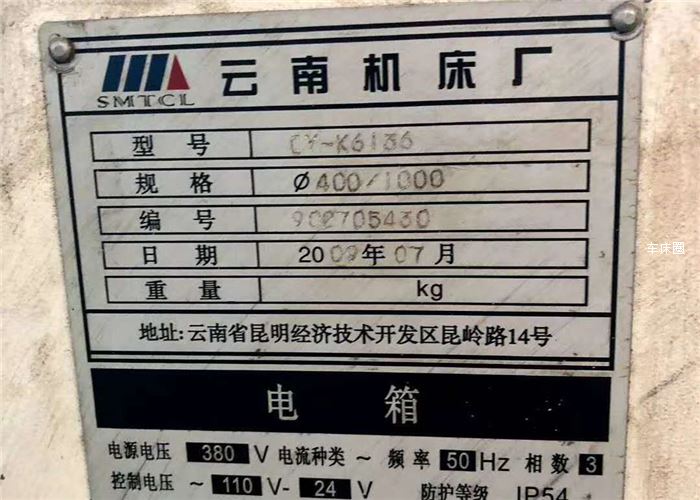 云南机床厂
SMTCL
型号 CY-K6136
规格 Ø400/1000
编号 902705430
日期 2009年07月
重量 kg
地址:云南省昆明经济技术开发区昆岭路14号
电箱
电源电压 380 V 电流种类 ~ 频率 50 Hz 相数 3
控制电压 ~ 110 V- 24 V 防护等级 IP54
车床圈